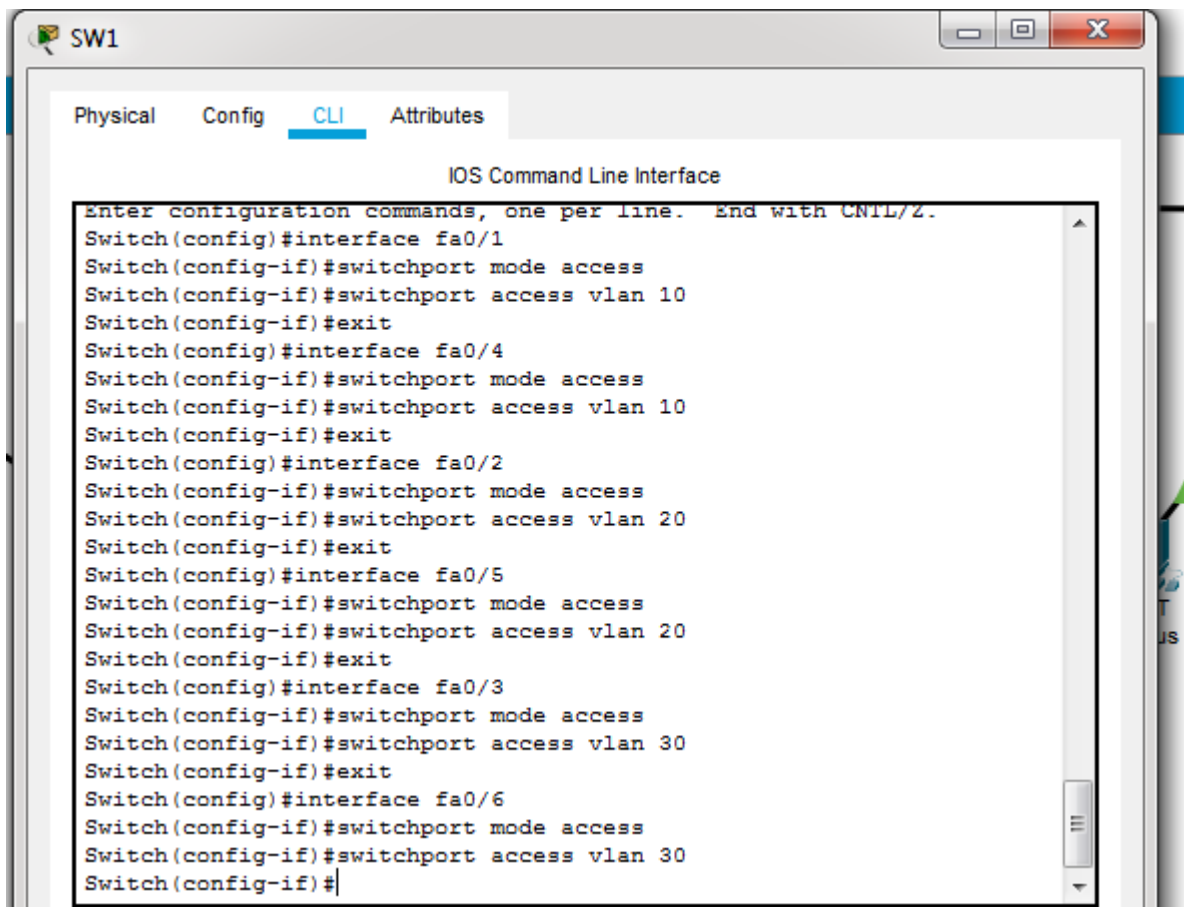 SW1
Physical Config CLI Attributes
IOS Command Line Interface
Enter configuration commands, one per line.  End with CNTL/Z.
Switch(config)#interface fa0/1
Switch(config-if)#switchport mode access
Switch(config-if)#switchport access vlan 10
Switch(config-if)#exit
Switch(config)#interface fa0/4
Switch(config-if)#switchport mode access
Switch(config-if)#switchport access vlan 10
Switch(config-if)#exit
Switch(config)#interface fa0/2
Switch(config-if)#switchport mode access
Switch(config-if)#switchport access vlan 20
Switch(config-if)#exit
Switch(config)#interface fa0/5
Switch(config-if)#switchport mode access
Switch(config-if)#switchport access vlan 20
Switch(config-if)#exit
Switch(config)#interface fa0/3
Switch(config-if)#switchport mode access
Switch(config-if)#switchport access vlan 30
Switch(config-if)#exit
Switch(config)#interface fa0/6
Switch(config-if)#switchport mode access
Switch(config-if)#switchport access vlan 30
Switch(config-if)#
T
us